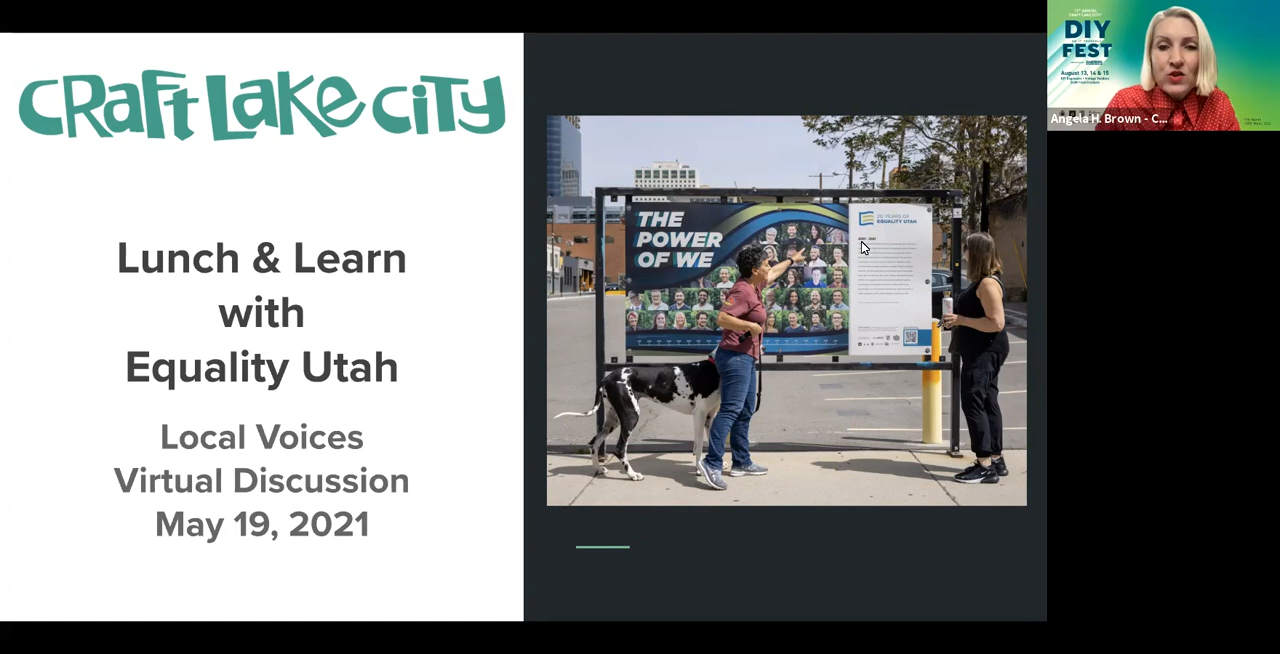 CRaft Lake City
Lunch & Learn
with
Equality Utah
Local Voices
Virtual Discussion
May 19, 2021
THE
POWER
OF WE
20 YEARS OF
EQUALITY UTAH
DIY
FEST
August 13, 14 & 15
Angela H. Brown - C...